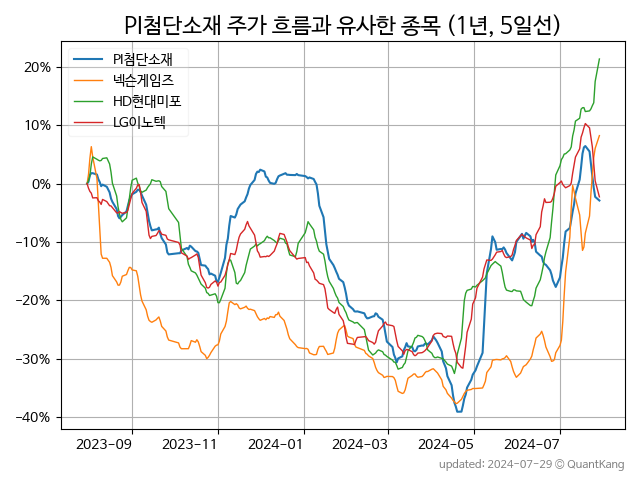 PI첨단소재 주가 흐름과 유사한 종목 (1년, 5일선)
PI첨단소재
넥슨게임즈
HD현대미포
LG이노텍
20%
10%
0%
−10%
−20%
−30%
−40%
2023-09 2023-11 2024-01 2024-03 2024-05 2024-07
updated: 2024-07-29 © QuantKang